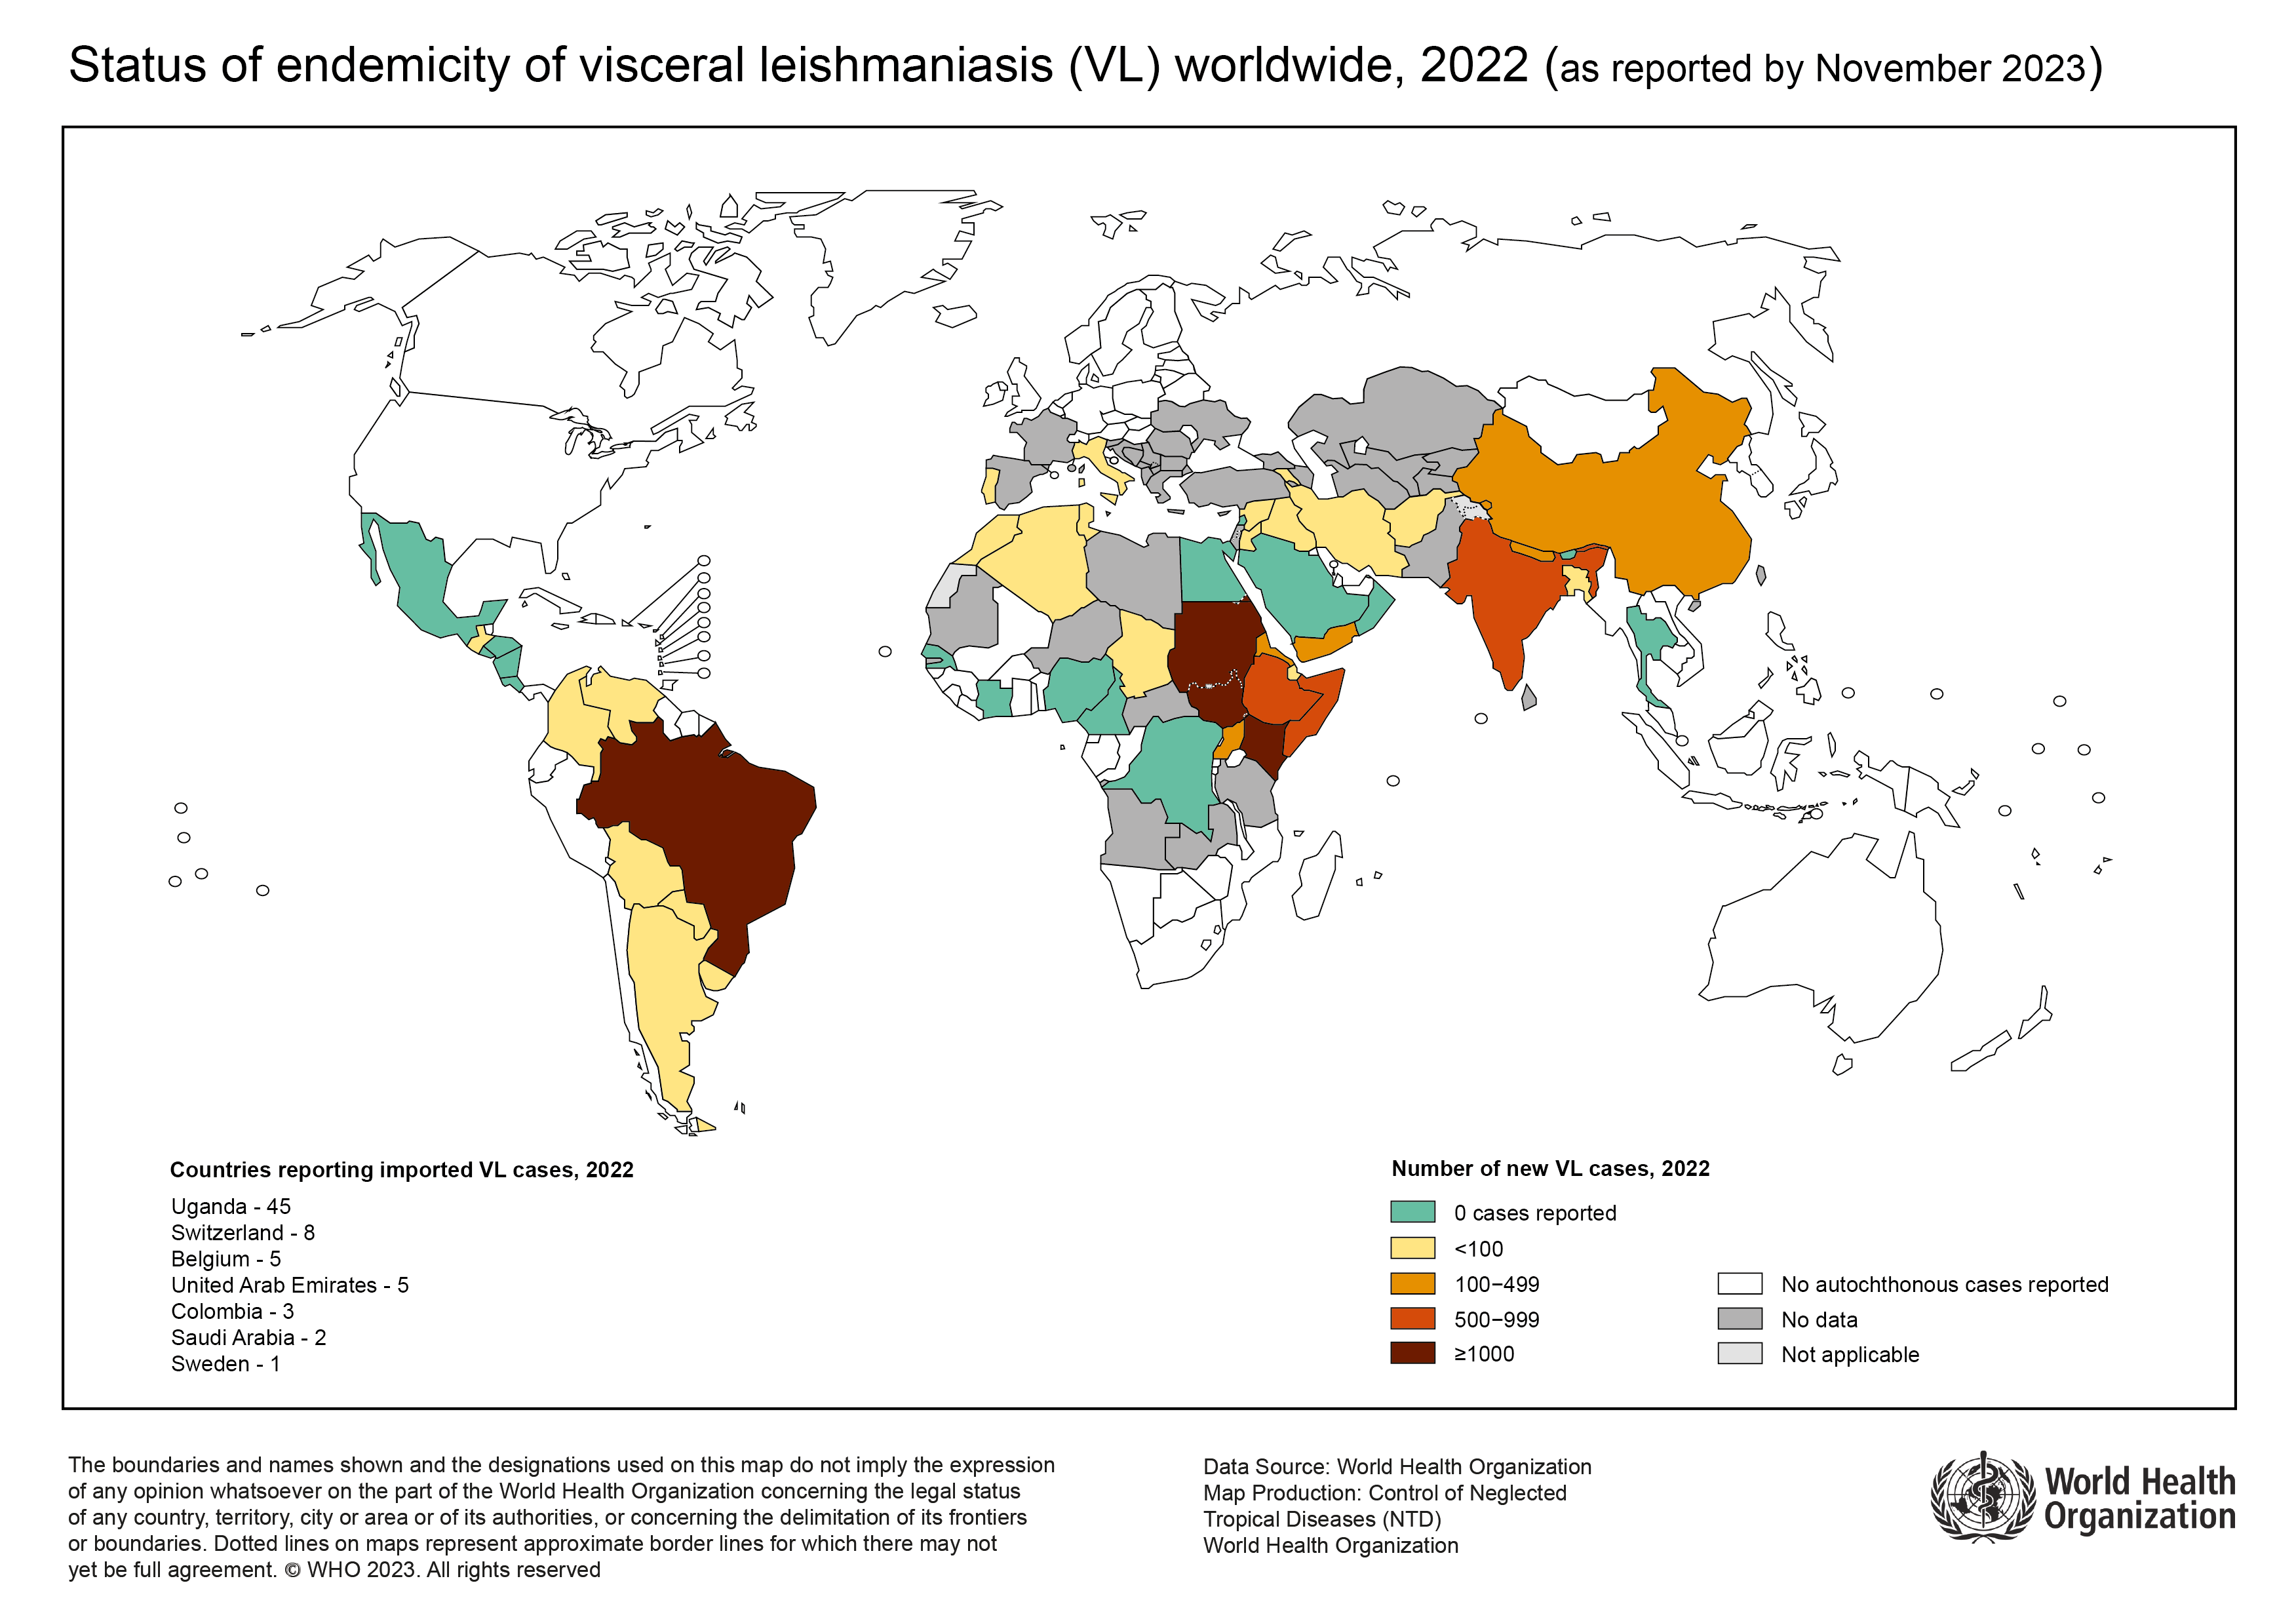 Status of endemicity of visceral leishmaniasis (VL) worldwide, 2022 (as reported by November 2023)
Countries reporting imported VL cases, 2022
Uganda - 45
Switzerland - 8
Belgium - 5
United Arab Emirates - 5
Colombia - 3
Saudi Arabia - 2
Sweden - 1
Number of new VL cases, 2022
0 cases reported
<100
100–499
500–999
≥1000
No autochthonous cases reported
No data
Not applicable
The boundaries and names shown and the designations used on this map do not imply the expression
of any opinion whatsoever on the part of the World Health Organization concerning the legal status
of any country, territory, city or area or of its authorities, or concerning the delimitation of its frontiers
or boundaries. Dotted lines on maps represent approximate border lines for which there may not
yet be full agreement. © WHO 2023. All rights reserved
Data Source: World Health Organization
Map Production: Control of Neglected
Tropical Diseases (NTD)
World Health Organization
World Health
Organization